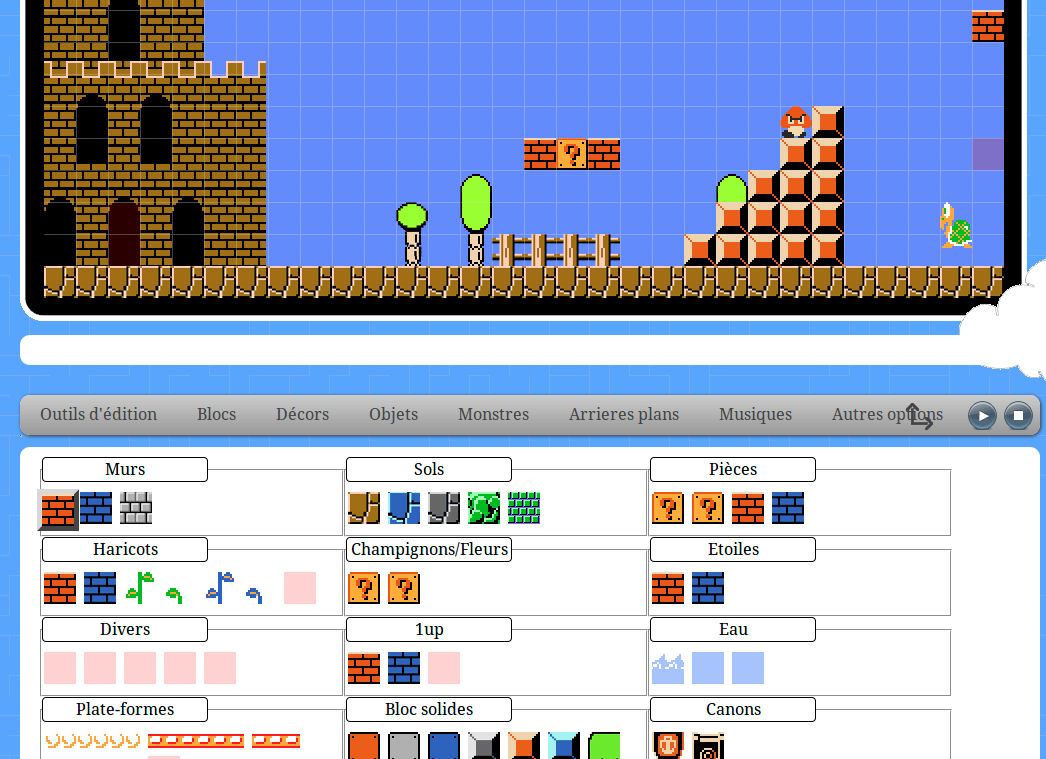 Outils d'édition Blocs Décors Objets Monstres Arrieres plans Musiques Autres options
Murs Sols Pièces
Haricots Champignons/Fleurs Etoiles
Divers 1up Eau
Plate-formes Bloc solides Canons